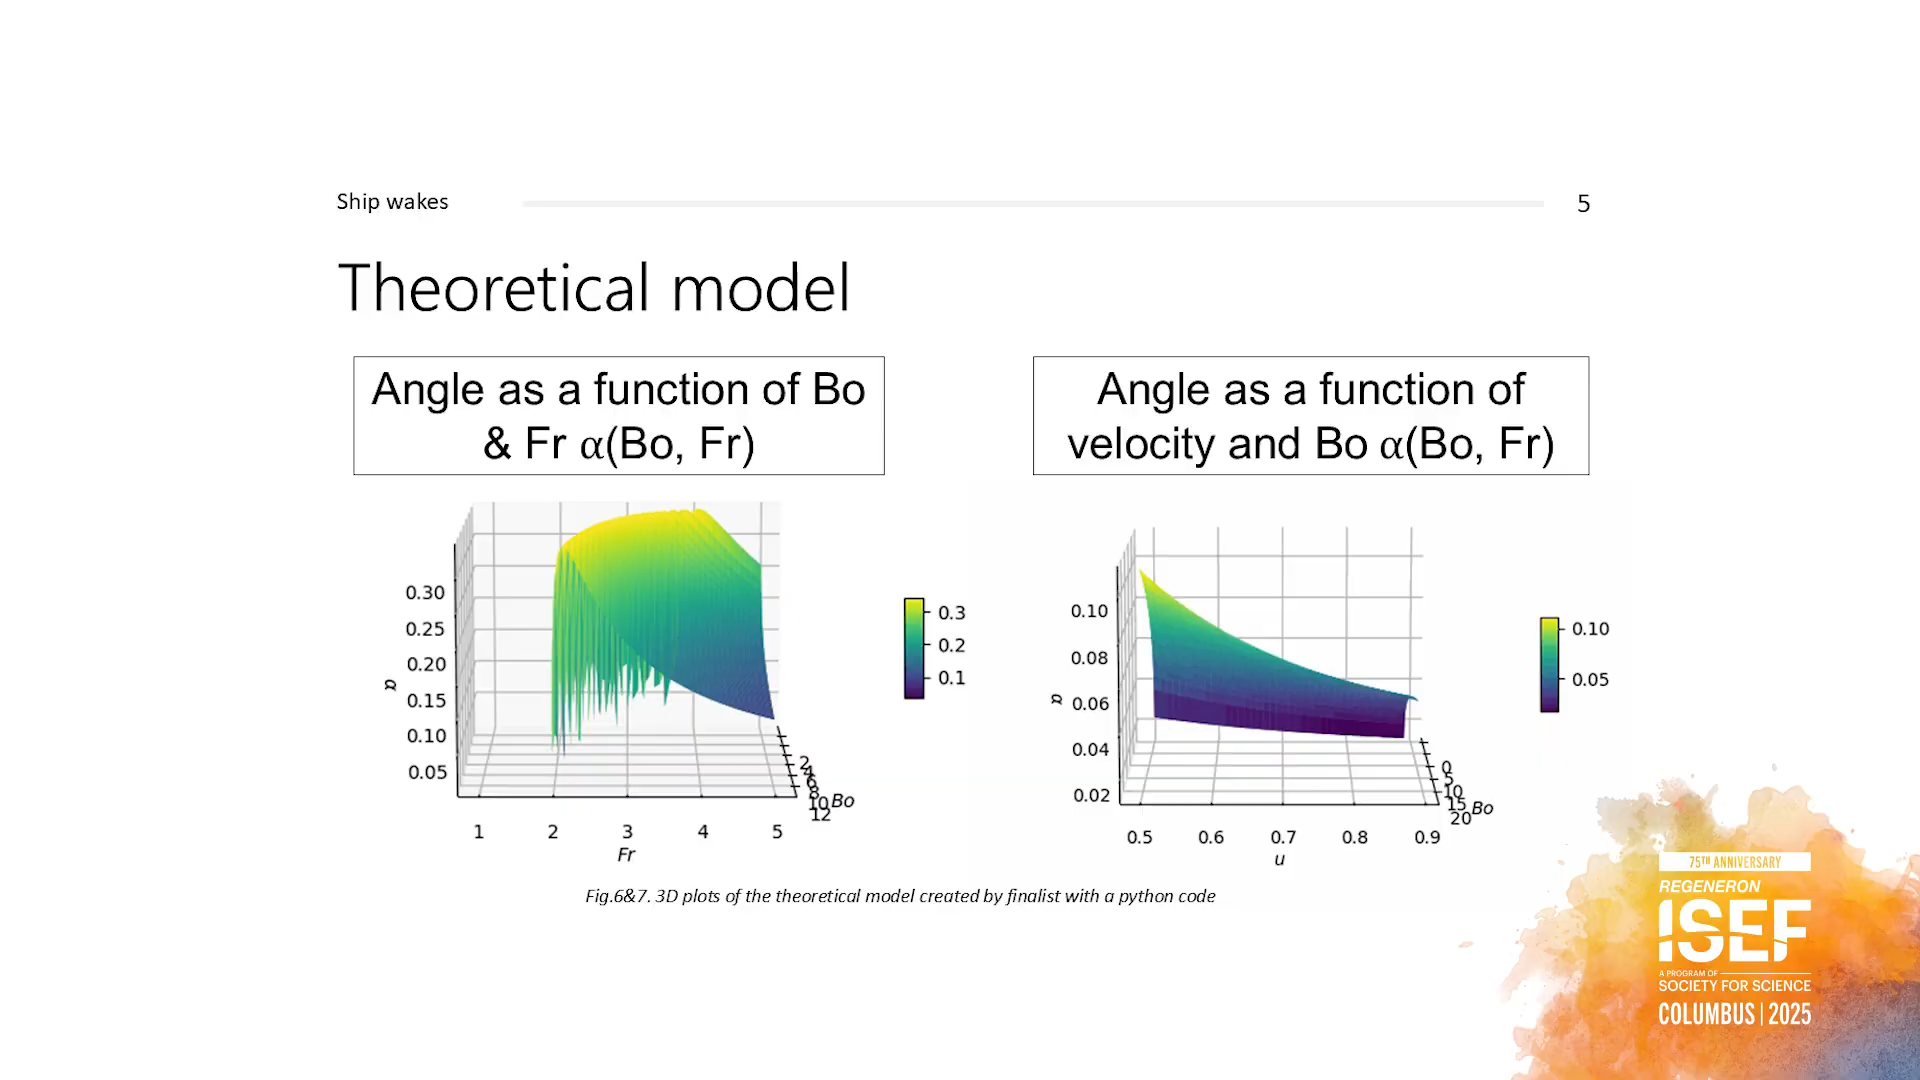 Ship wakes
5
Theoretical model
Angle as a function of Bo
& Fr α(Bo, Fr)
Angle as a function of
velocity and Bo α(Bo, Fr)
0.30
0.25
0.20
0.15
0.10
0.05
α
1 2 3 4 5
Fr
2
4
6
8
10
12
Bo
0.3
0.2
0.1
0.10
0.08
0.06
0.04
0.02
α
0.5 0.6 0.7 0.8 0.9
u
0
5
10
15
20
Bo
0.10
0.05
Fig.6&7. 3D plots of the theoretical model created by finalist with a python code
75TH ANNIVERSARY
REGENERON
ISEF
A PROGRAM OF
SOCIETY FOR SCIENCE
COLUMBUS | 2025